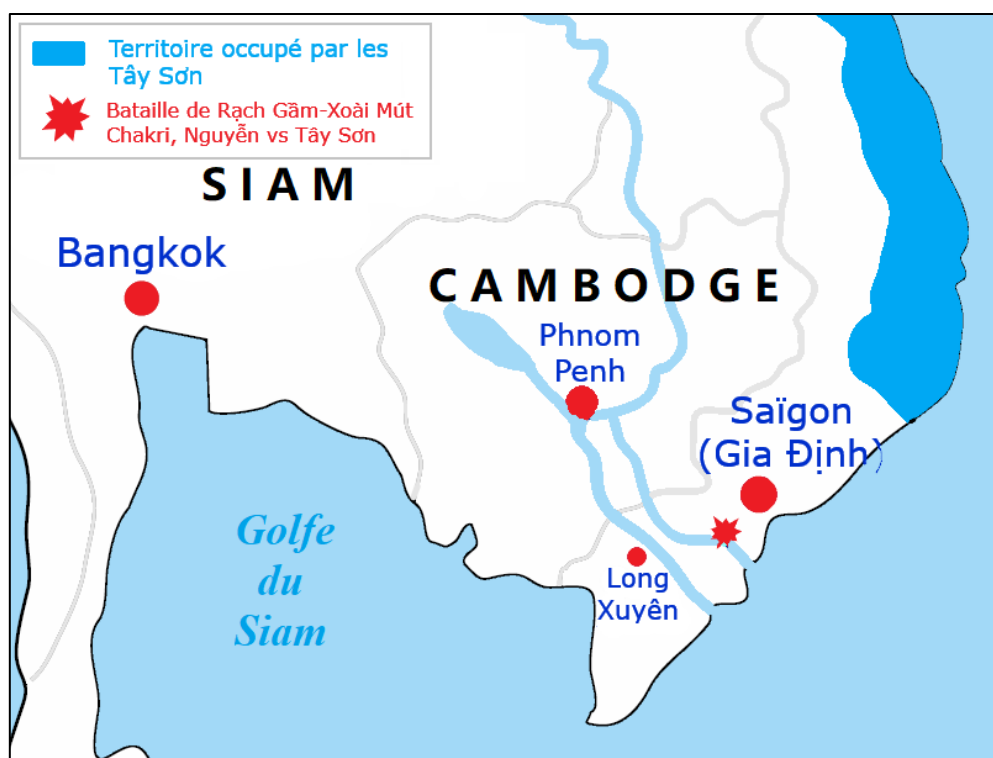 Territoire occupé par les
Tây Sơn
Bataille de Rạch Gầm-Xoài Mút
Chakri, Nguyễn vs Tây Sơn
SIAM
Bangkok
CAMBODGE
Phnom
Penh
Saïgon
(Gia Định)
Golfe
du
Siam
Long
Xuyên